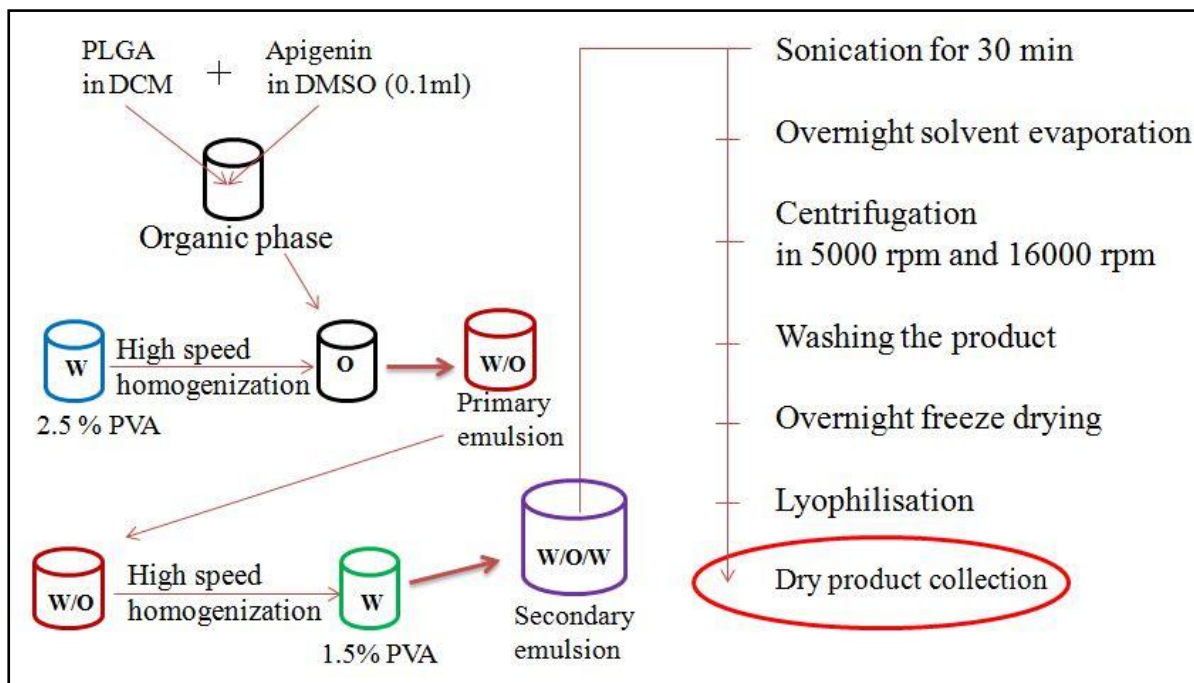 PLGA
in DCM
+
Apigenin
in DMSO (0.1ml)
Organic phase
W
2.5 % PVA
High speed
homogenization
O
W/O
Primary
emulsion
W/O
High speed
homogenization
W
1.5% PVA
W/O/W
Secondary
emulsion
Sonication for 30 min
Overnight solvent evaporation
Centrifugation
in 5000 rpm and 16000 rpm
Washing the product
Overnight freeze drying
Lyophilisation
Dry product collection